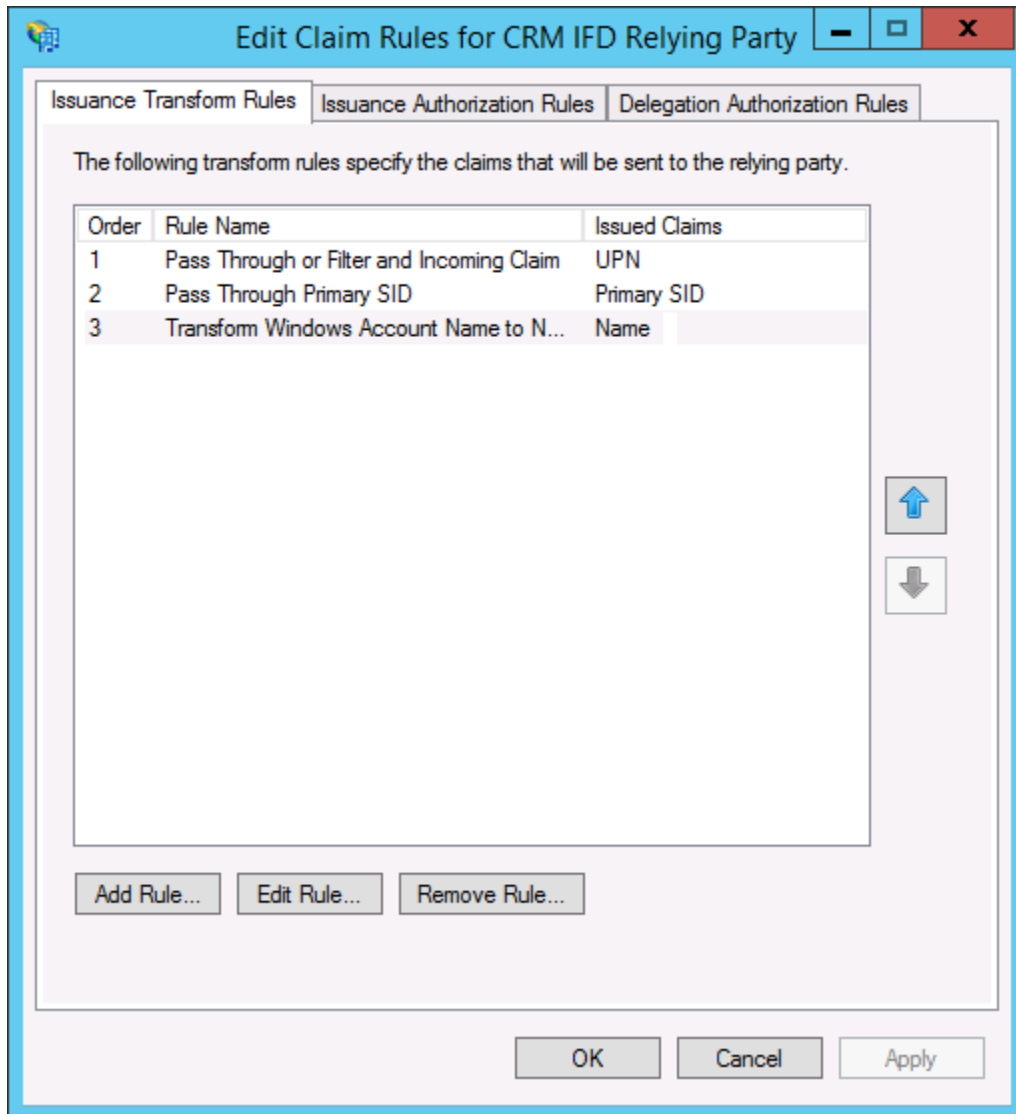 Edit Claim Rules for CRM IFD Relying Party
Issuance Transform Rules Issuance Authorization Rules Delegation Authorization Rules
The following transform rules specify the claims that will be sent to the relying party.
Order Rule Name Issued Claims
1 Pass Through or Filter and Incoming Claim UPN
2 Pass Through Primary SID Primary SID
3 Transform Windows Account Name to N... Name
Add Rule... Edit Rule... Remove Rule...
OK Cancel Apply